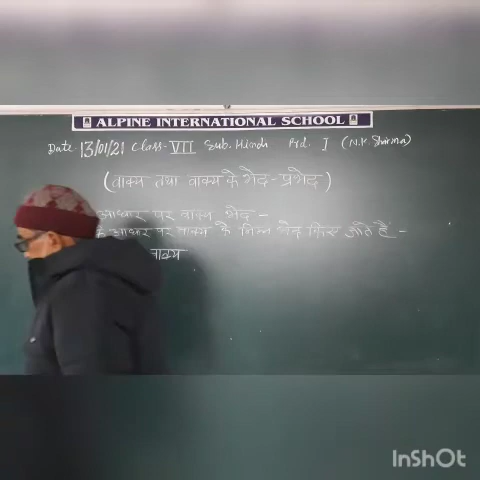 ALPINE INTERNATIONAL SCHOOL
Date 13/01/21 Class-VII Sub. Hindi Prd. I (N.K. Sharma)
(वाक्य तथा वाक्य के भेद-प्रभेद)
आधार पर वाक्य भेद -
के आधार पर वाक्य के निम्न भेद किए जाते हैं -
वाक्य
InShOt